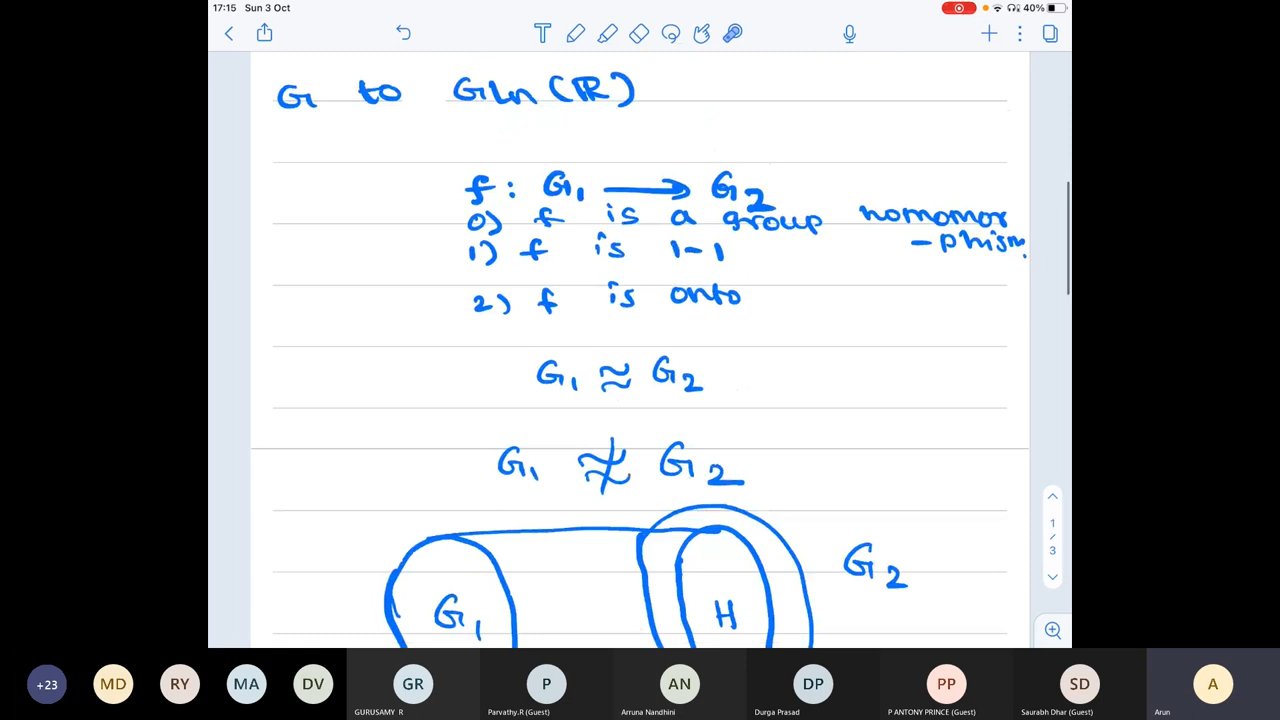 17:15 Sun 3 Oct
40%
G to GLn(ℝ)
f : G₁ ⟶ G₂
0) f is a group homomor
-phism.
1) f is 1-1
2) f is onto
G₁ ≈ G₂
G₁ ≉ G₂
G₂
G₁ H
1
/
3
+23 MD RY MA DV GR P AN DP PP SD A
GURUSAMY R Parvathy.R (Guest) Arruna Nandhini Durga Prasad P ANTONY PRINCE (Guest) Saurabh Dhar (Guest) Arun